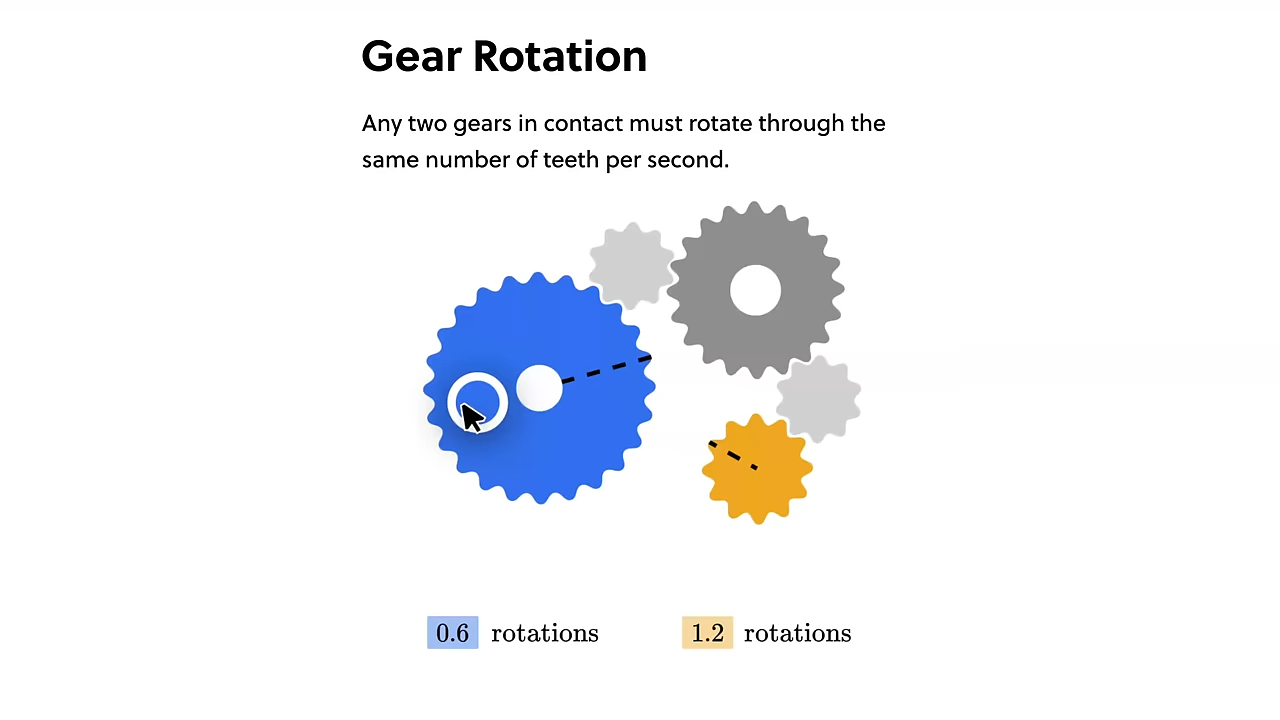 Gear Rotation
Any two gears in contact must rotate through the
same number of teeth per second.
0.6 rotations 1.2 rotations